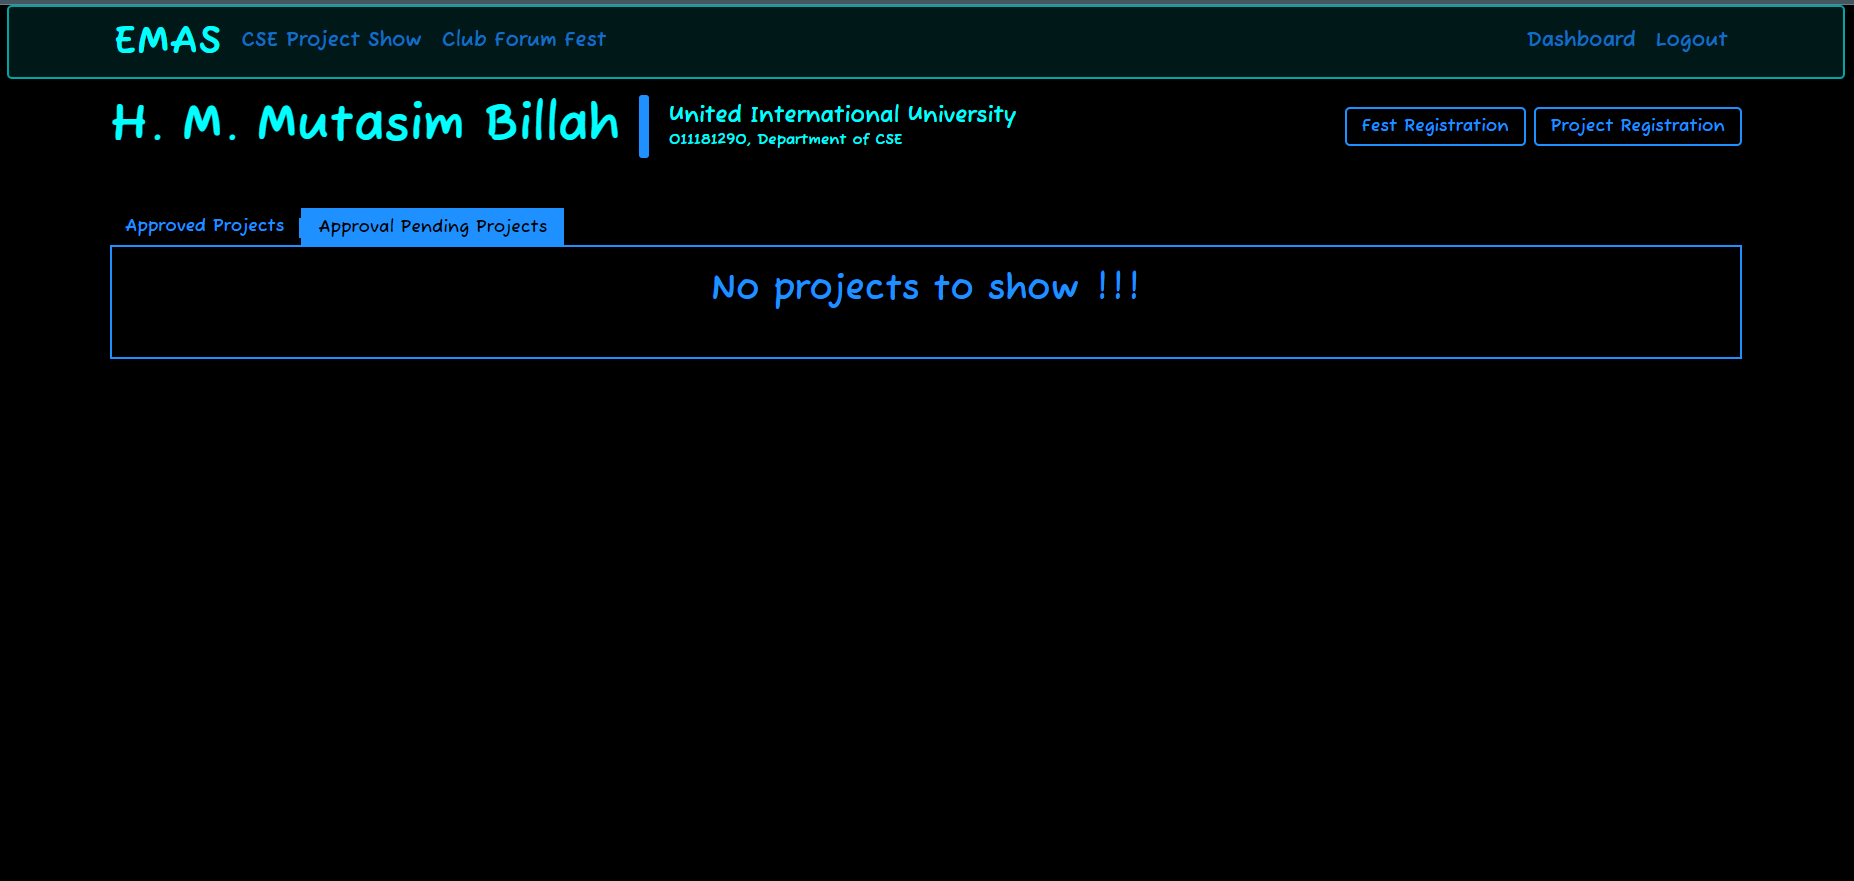 EMAS CSE Project Show Club Forum Fest Dashboard Logout
H. M. Mutasim Billah
United International University
011181290, Department of CSE
Fest Registration Project Registration
Approved Projects Approval Pending Projects
No projects to show !!!